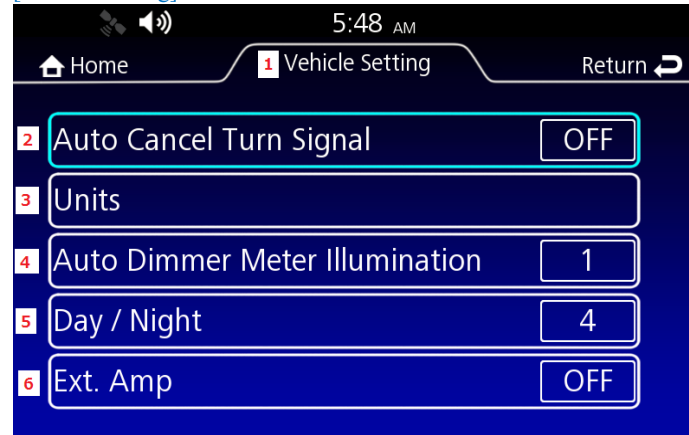 5:48 AM
Home
1 Vehicle Setting
Return
2 Auto Cancel Turn Signal OFF
3 Units
4 Auto Dimmer Meter Illumination 1
5 Day / Night 4
6 Ext. Amp OFF